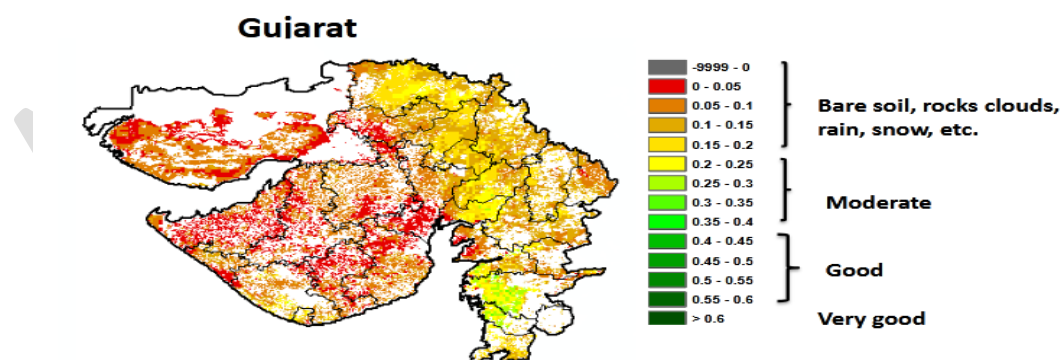 Gujarat
-9999 - 0
0 - 0.05
0.05 - 0.1
0.1 - 0.15
0.15 - 0.2
0.2 - 0.25
0.25 - 0.3
0.3 - 0.35
0.35 - 0.4
0.4 - 0.45
0.45 - 0.5
0.5 - 0.55
0.55 - 0.6
> 0.6
Bare soil, rocks clouds,
rain, snow, etc.
Moderate
Good
Very good